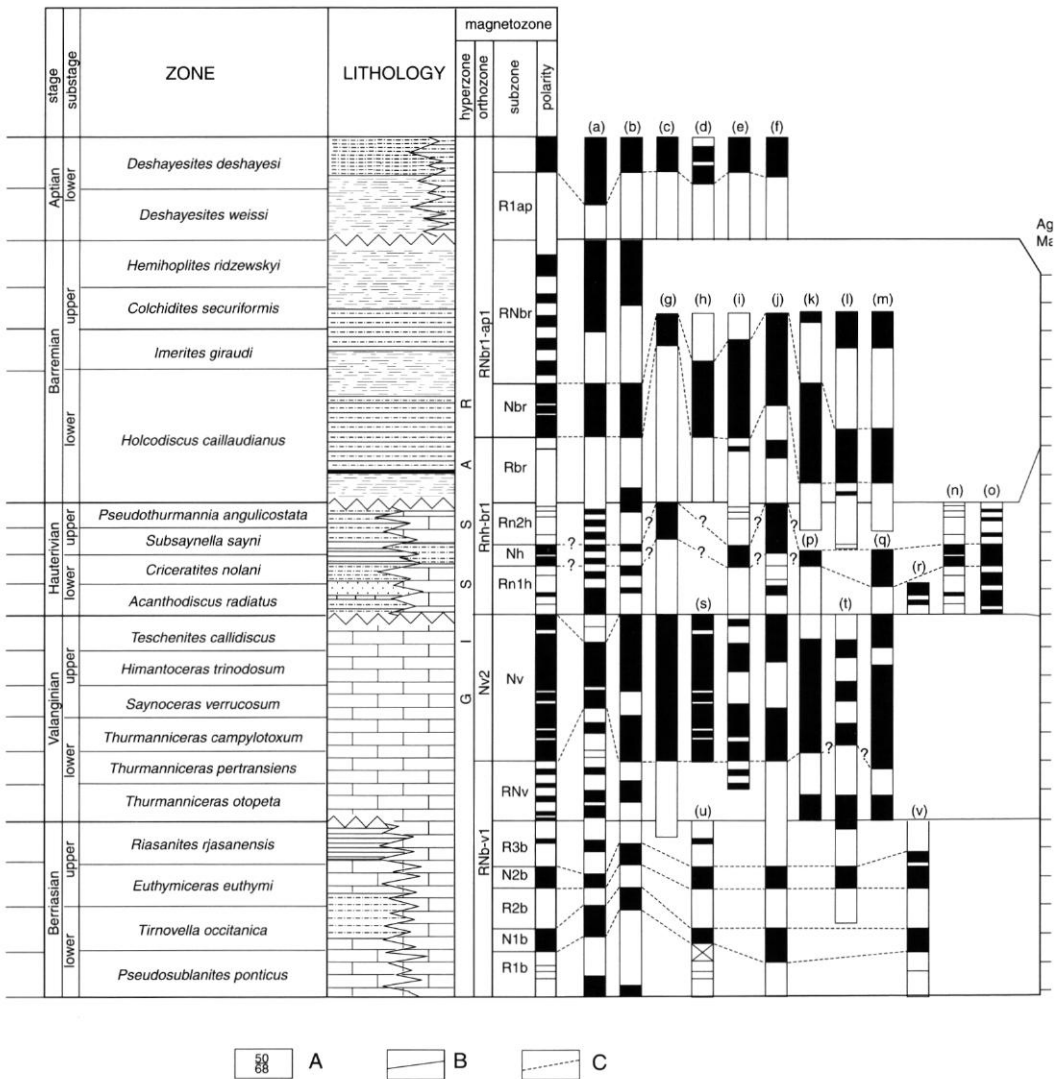 magnetozone
stage
substage
ZONE
LITHOLOGY
hyperzone
orthozone
subzone
polarity
(a) (b) (c) (d) (e) (f)
Aptian
lower
Deshayesites deshayesi
Deshayesites weissi
R1ap
Ag
Ma
Barremian
upper
Hemihoplites ridzewskyi
Colchidites securiformis
Imerites giraudi
lower
Holcodiscus caillaudianus
RNbr1-ap1
RNbr
Nbr
Rbr
(g) (h) (i) (j) (k) (l) (m)
Hauterivian
upper
Pseudothurmannia angulicostata
Subsaynella sayni
lower
Criceratites nolani
Acanthodiscus radiatus
Rnh-br1
Rn2h
Nh
Rn1h
(n) (o)
? ? ? ?
? ? ? ?
(p) (q)
(r)
Valanginian
upper
Teschenites callidiscus
Himantoceras trinodosum
Saynoceras verrucosum
lower
Thurmanniceras campylotoxum
Thurmanniceras pertransiens
Thurmanniceras otopeta
Nv2
Nv
RNv
(s) (t)
? ?
Berriasian
upper
Riasanites rjasanensis
Euthymiceras euthymi
lower
Tirnovella occitanica
Pseudosublanites ponticus
RNb-v1
R3b
N2b
R2b
N1b
R1b
(u) (v)
G I S S A R
50
68
A
B
C